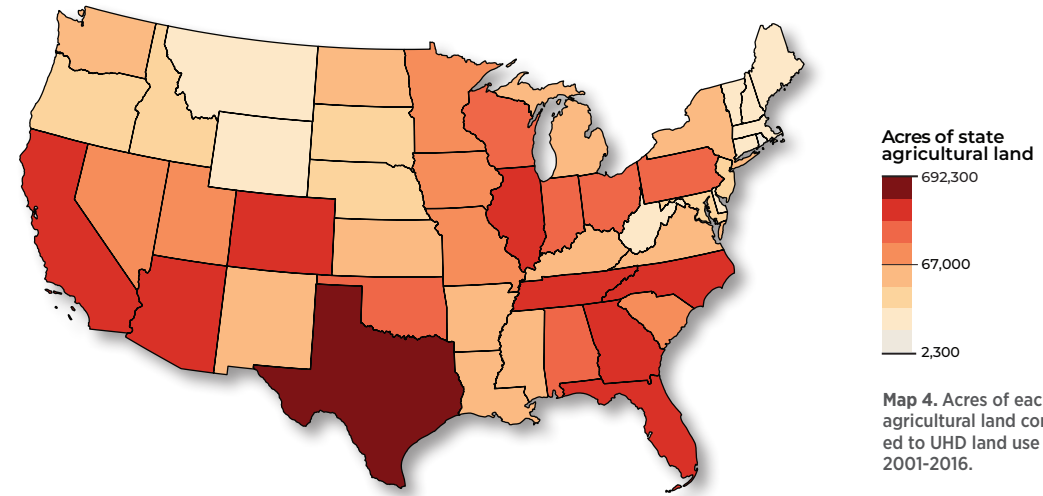 Acres of state
agricultural land
692,300
67,000
2,300
Map 4. Acres of eac
agricultural land cor
ed to UHD land use
2001-2016.